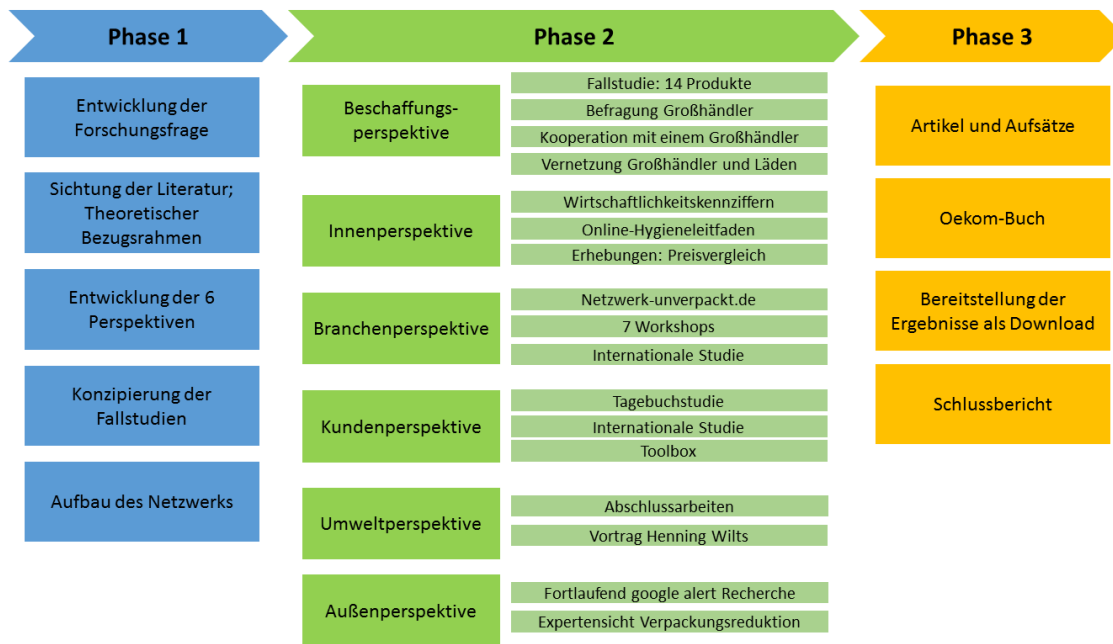 Phase 1
Entwicklung der
Forschungsfrage
Sichtung der Literatur;
Theoretischer
Bezugsrahmen
Entwicklung der 6
Perspektiven
Konzipierung der
Fallstudien
Aufbau des Netzwerks
Phase 2
Beschaffungs-
perspektive
Fallstudie: 14 Produkte
Befragung Großhändler
Kooperation mit einem Großhändler
Vernetzung Großhändler und Läden
Innenperspektive
Wirtschaftlichkeitskennziffern
Online-Hygieneleitfaden
Erhebungen: Preisvergleich
Branchenperspektive
Netzwerk-unverpackt.de
7 Workshops
Internationale Studie
Kundenperspektive
Tagebuchstudie
Internationale Studie
Toolbox
Umweltperspektive
Abschlussarbeiten
Vortrag Henning Wilts
Außenperspektive
Fortlaufend google alert Recherche
Expertensicht Verpackungsreduktion
Phase 3
Artikel und Aufsätze
Oekom-Buch
Bereitstellung der
Ergebnisse als Download
Schlussbericht